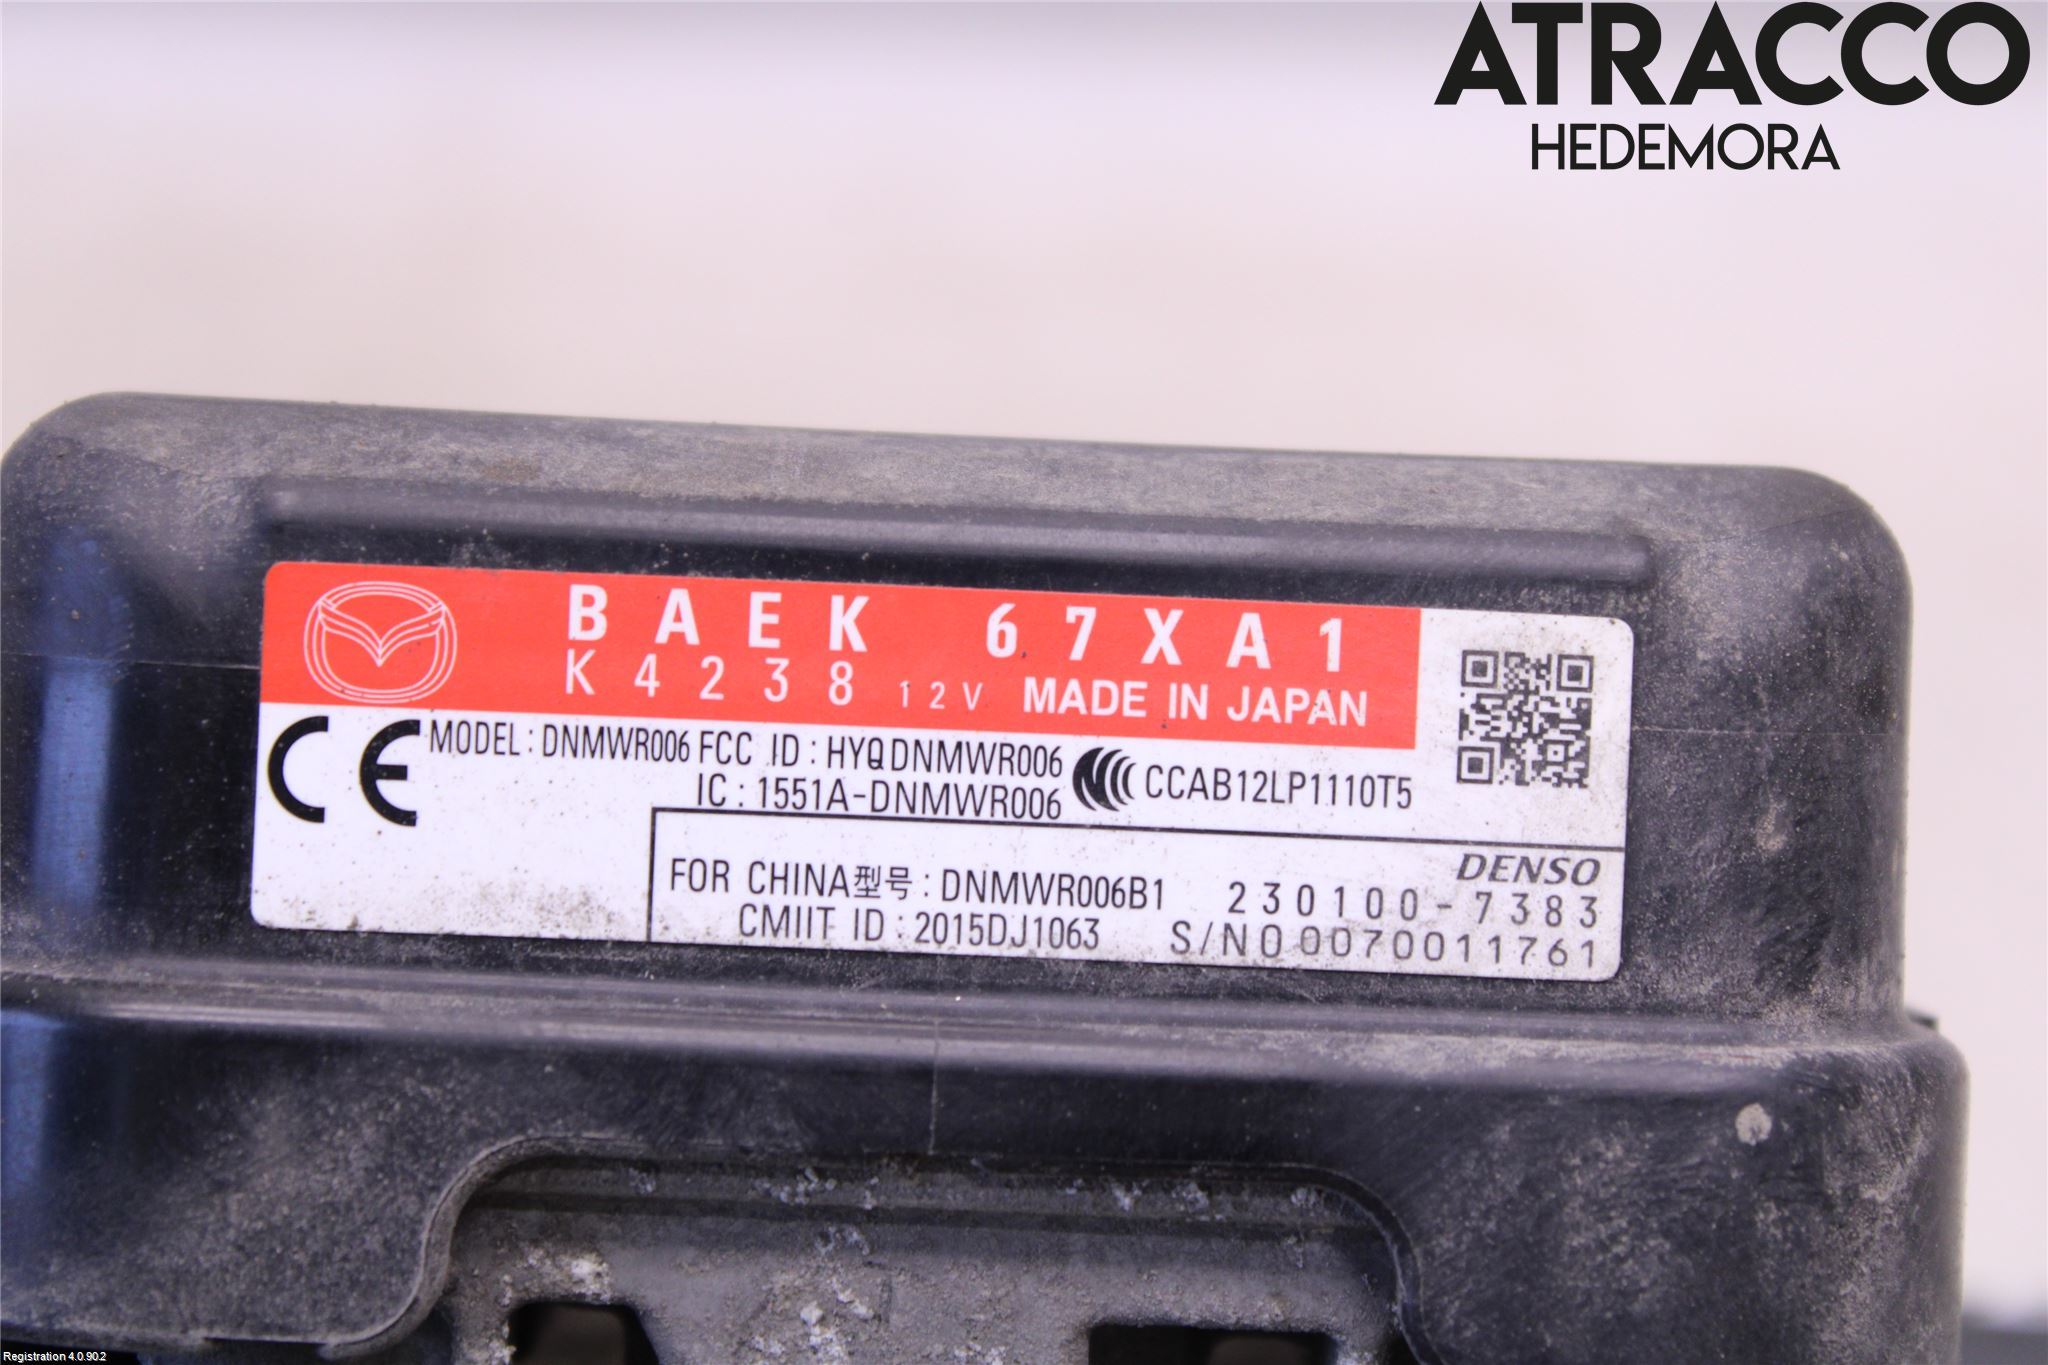 ATRACCO
HEDEMORA
BAEK 67XA1
K4238 12V MADE IN JAPAN
CE MODEL : DNMWR006 FCC ID : HYQDNMWR006
IC : 1551A-DNMWR006 CCAB12LP1110T5
DENSO
FOR CHINA型号 : DNMWR006B1 230100-7383
CMIIT ID : 2015DJ1063 S/N00070011761
Registration 4.0.90.2